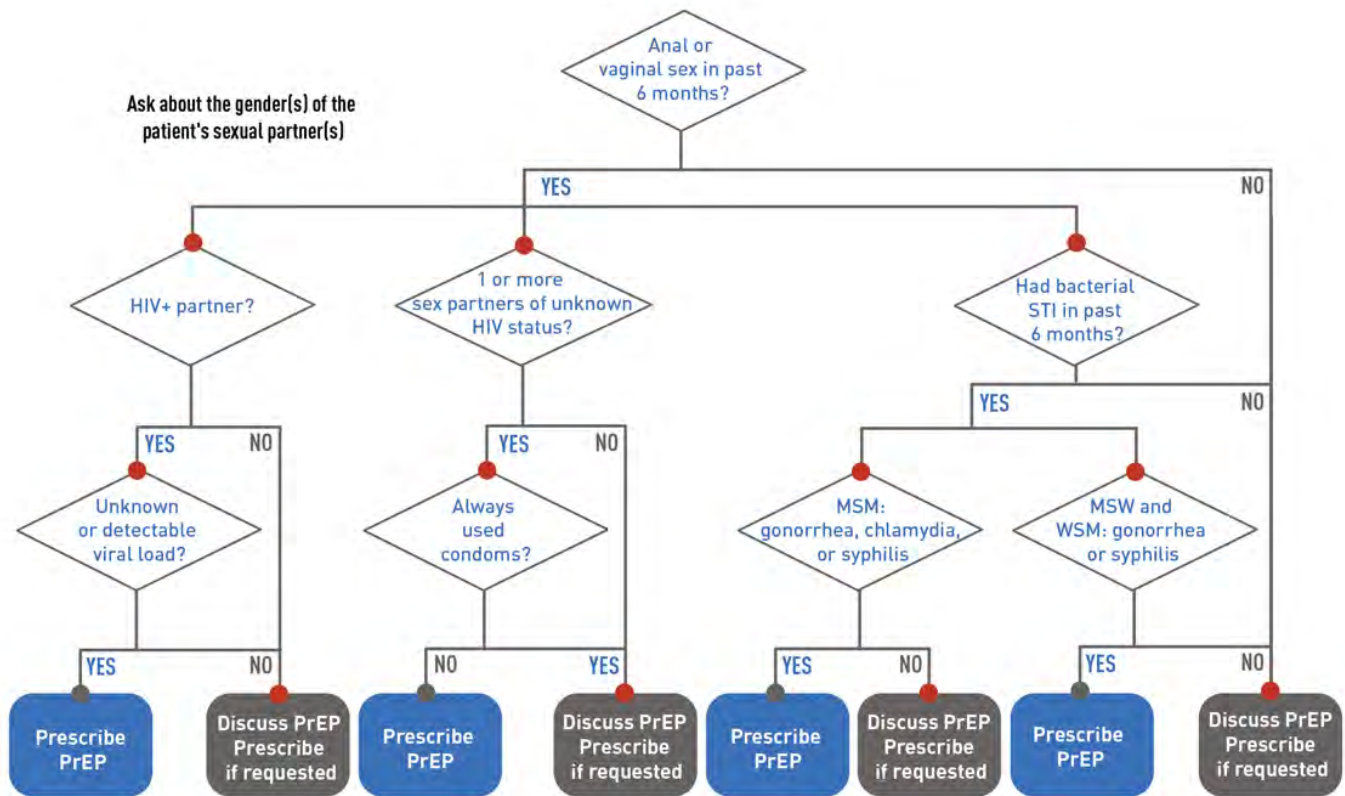 Anal or
vaginal sex in past
6 months?
Ask about the gender(s) of the
patient's sexual partner(s)
YES
NO
HIV+ partner?
1 or more
sex partners of unknown
HIV status?
Had bacterial
STI in past
6 months?
YES
NO
YES
NO
YES
NO
Unknown
or detectable
viral load?
Always
used
condoms?
MSM:
gonorrhea, chlamydia,
or syphilis
MSW and
WSM: gonorrhea
or syphilis
YES
NO
NO
YES
YES
NO
YES
NO
Prescribe
PrEP
Discuss PrEP
Prescribe
if requested
Prescribe
PrEP
Discuss PrEP
Prescribe
if requested
Prescribe
PrEP
Discuss PrEP
Prescribe
if requested
Prescribe
PrEP
Discuss PrEP
Prescribe
if requested